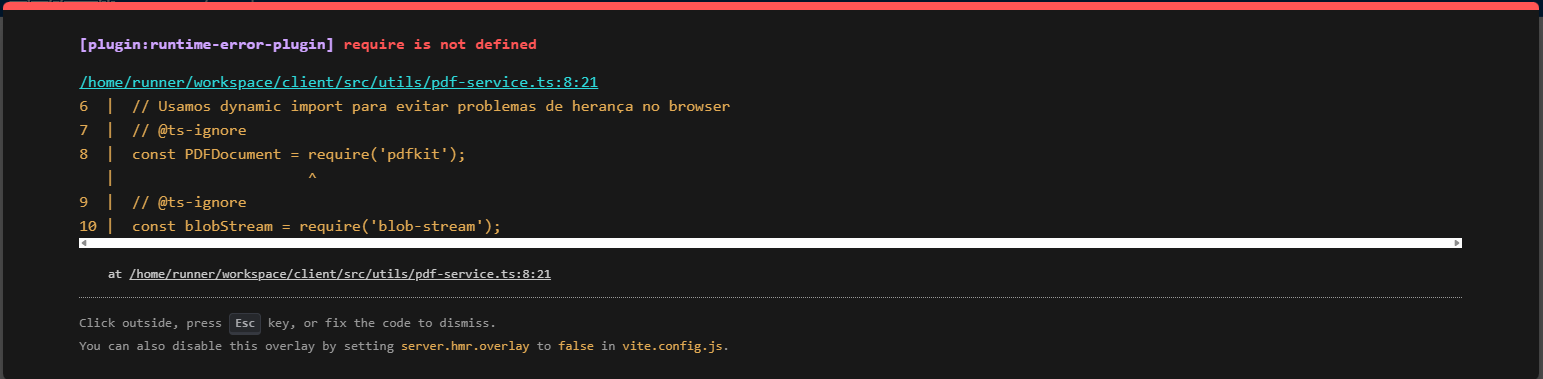 [plugin:runtime-error-plugin] require is not defined
/home/runner/workspace/client/src/utils/pdf-service.ts:8:21
6 | // Usamos dynamic import para evitar problemas de herança no browser
7 | // @ts-ignore
8 | const PDFDocument = require('pdfkit');
| ^
9 | // @ts-ignore
10 | const blobStream = require('blob-stream');
at /home/runner/workspace/client/src/utils/pdf-service.ts:8:21
Click outside, press Esc key, or fix the code to dismiss.
You can also disable this overlay by setting server.hmr.overlay to false in vite.config.js.